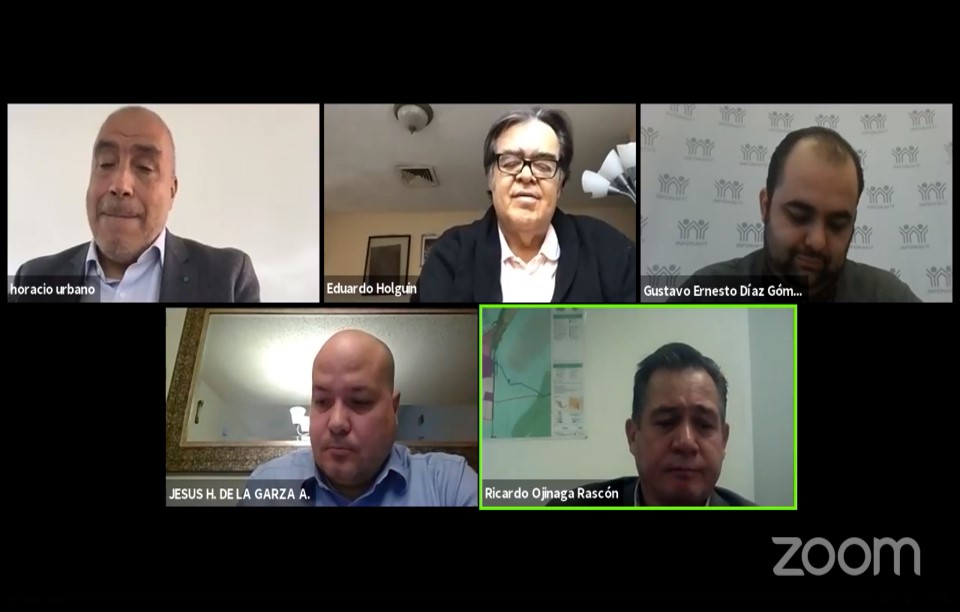 horacio urbano
Eduardo Holguin
Gustavo Ernesto Díaz Góm...
JESUS H. DE LA GARZA A.
Ricardo Ojinaga Rascón
zoom